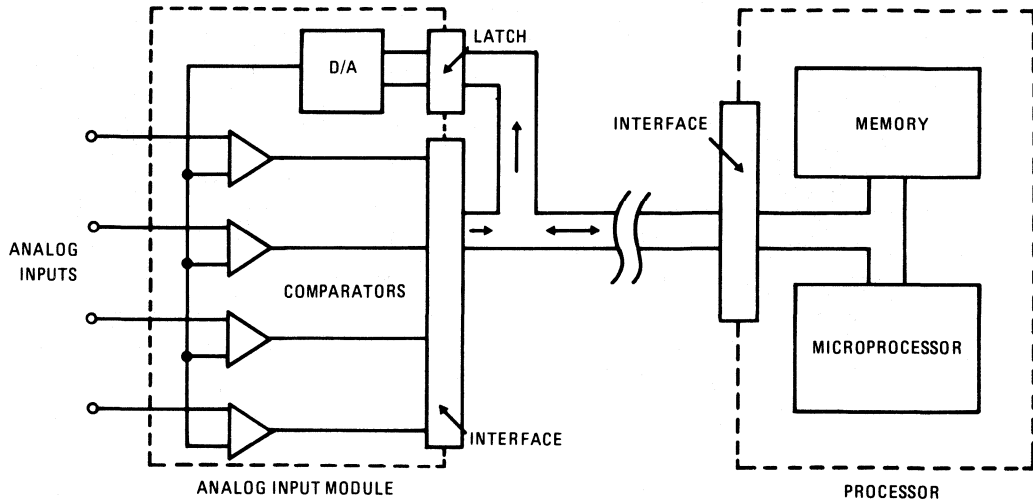 LATCH
D/A
MEMORY
INTERFACE
ANALOG
INPUTS
COMPARATORS
MICROPROCESSOR
INTERFACE
ANALOG INPUT MODULE
PROCESSOR